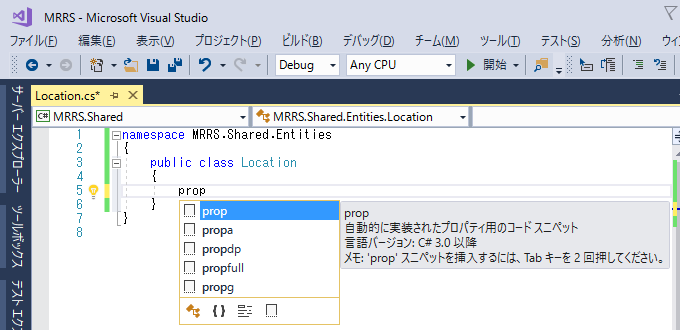 MRRS - Microsoft Visual Studio
ファイル(F) 編集(E) 表示(V) プロジェクト(P) ビルド(B) デバッグ(D) チーム(M) ツール(T) テスト(S) 分析(N) ウィ
Debug Any CPU 開始
サーバー エクスプローラー
ツールボックス
テスト エクス
Location.cs*
C# MRRS.Shared MRRS.Shared.Entities.Location
1 namespace MRRS.Shared.Entities
2 {
3 public class Location
4 {
5 prop
6 }
7 }
8
prop
propa
propdp
propfull
propg
{ }
prop
自動的に実装されたプロパティ用のコード スニペット
言語バージョン: C# 3.0 以降
メモ: 'prop' スニペットを挿入するには、Tab キーを 2 回押してください。